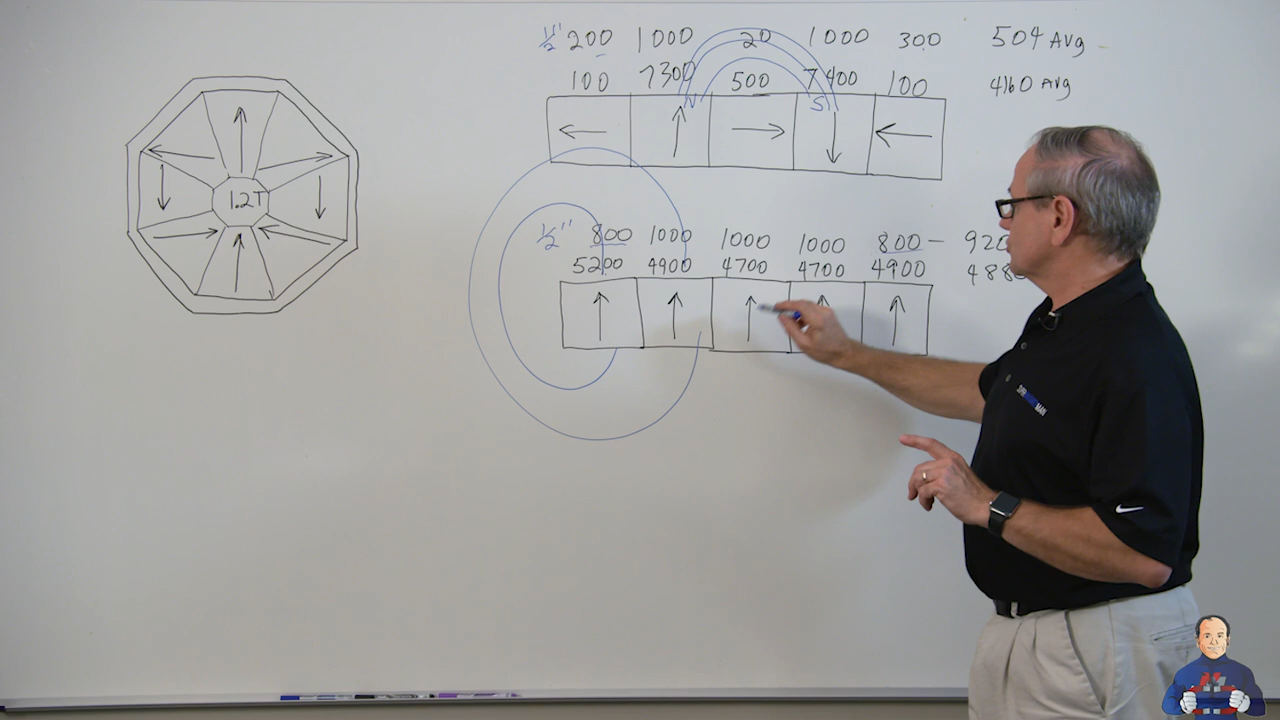 1/2" 200 1000 20 1000 300 504 Avg
100 7300 500 7400 100 4160 Avg
N S
1.2T
1/2" 800 1000 1000 1000 800 — 920
5200 4900 4700 4700 4900 488